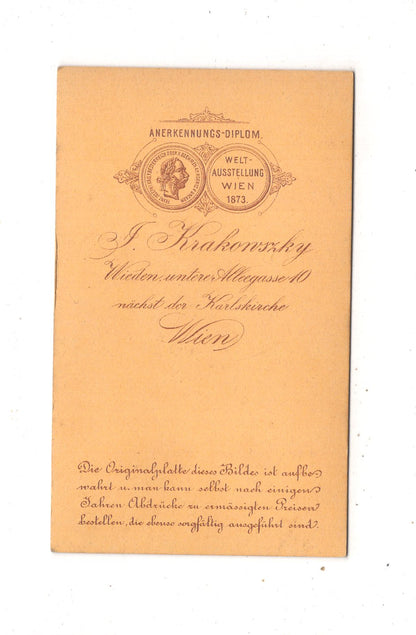 ANERKENNUNGS-DIPLOM.
WELT-
AUSSTELLUNG
WIEN
1873.
J. Krakowszky
Wieden, untere Alleegasse 10
nächst der Karlskirche
Wien
Die Originalplatte dieses Bildes ist aufbe-
wahrt u. man kann selbst nach einigen
Jahren Abdrücke zu ermässigten Preisen
bestellen, die ebenso sorgfältig ausgeführt sind.